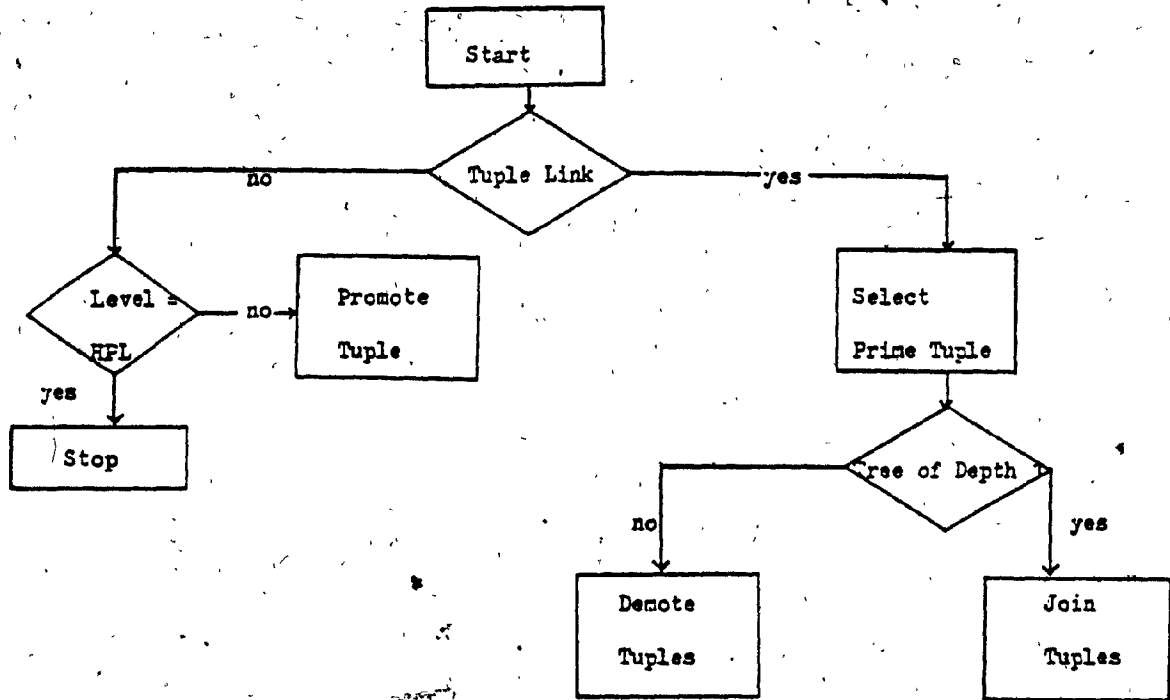 Start
Tuple Link
no
yes
Level =
HPL
no
Promote
Tuple
Select
Prime Tuple
yes
Stop
Tree of Depth
no
yes
Demote
Tuples
Join
Tuples